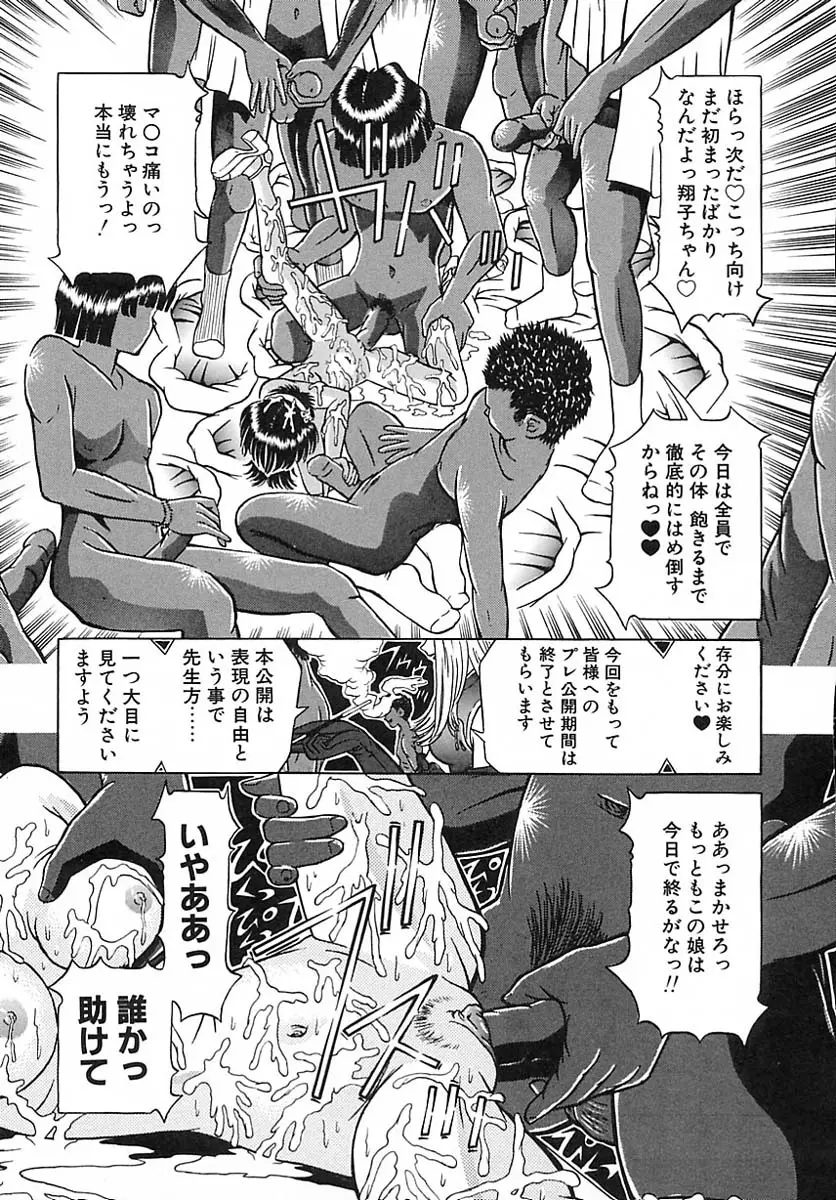 ほらっ次だ♡こっち向け
まだ初まったばかり
なんだよっ翔子ちゃん♡
マ〇コ痛いのっ
壊れちゃうよっ
本当にもうっ!
今日は全員で
その体 飽きるまで
徹底的にはめ倒す
からねっ♥♥
存分にお楽しみ
ください♥
今回をもって
皆様への
プレ公開期間は
終了とさせて
もらいます
本公開は
表現の自由と
いう事で
先生方……
一つ大目に
見てください
ますよう
ああっまかせろっ
もっともこの娘は
今日で終るがなっ!!
いやああっ
誰かっ
助けて